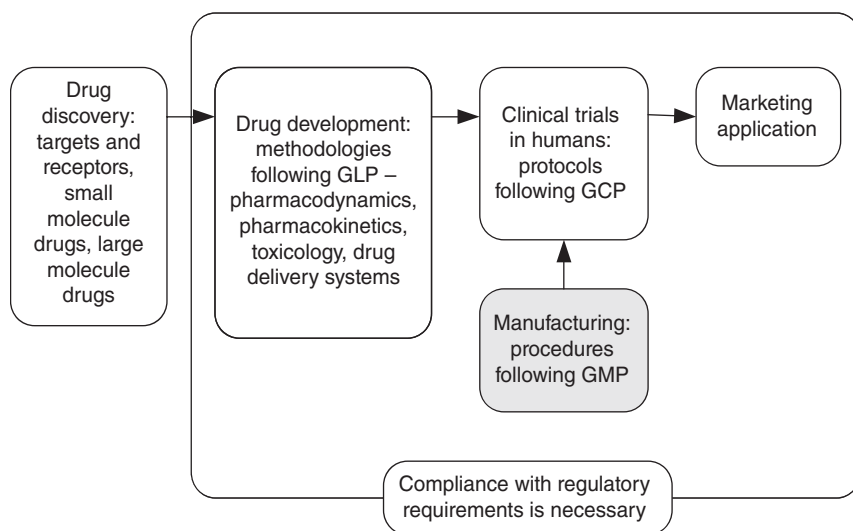 Drug
discovery:
targets and
receptors,
small
molecule
drugs, large
molecule
drugs
Drug development:
methodologies
following GLP –
pharmacodynamics,
pharmacokinetics,
toxicology, drug
delivery systems
Clinical trials
in humans:
protocols
following GCP
Marketing
application
Manufacturing:
procedures
following GMP
Compliance with regulatory
requirements is necessary